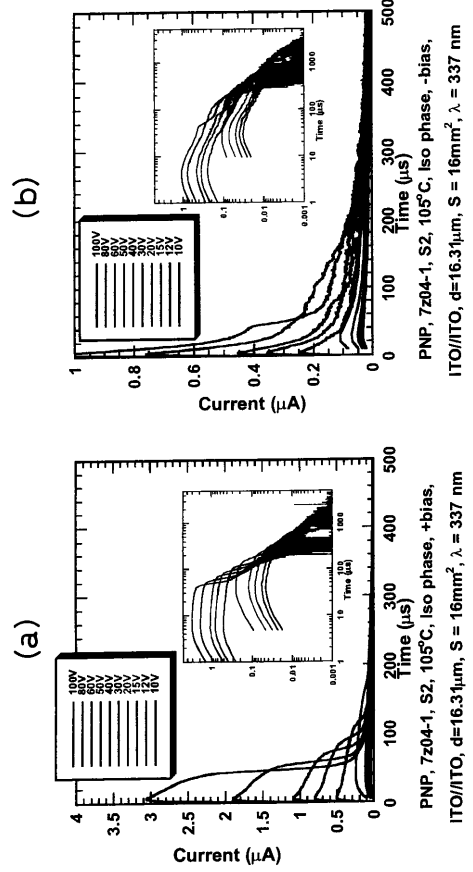 (a)
100V
80V
60V
50V
40V
30V
20V
15V
12V
10V
4
3.5
3
2.5
2
1.5
1
0.5
0
Current (μA)
0
100
200
300
400
500
Time (μs)
1
0.1
0.01
0.001
1
10
100
1000
Time (μs)
PNP, 7z04-1, S2, 105°C, Iso phase, +bias,
ITO//ITO, d=16.31μm, S = 16mm², λ = 337 nm
(b)
100V
80V
60V
50V
40V
30V
20V
15V
12V
10V
1
0.8
0.6
0.4
0.2
0
Current (μA)
0
100
200
300
400
500
Time (μs)
1
0.1
0.01
0.001
1
10
100
1000
Time (μs)
PNP, 7z04-1, S2, 105°C, Iso phase, -bias,
ITO//ITO, d=16.31μm, S = 16mm², λ = 337 nm